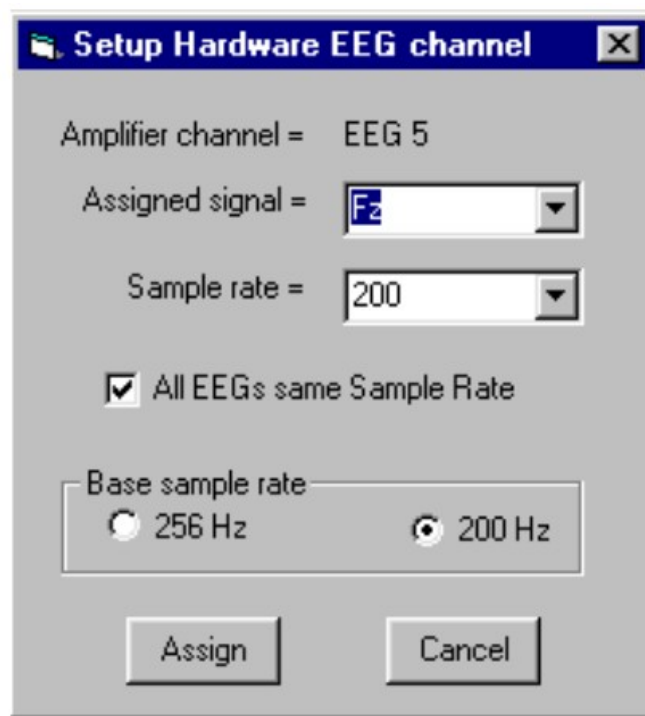 Setup Hardware EEG channel
Amplifier channel = EEG 5
Assigned signal = Fz
Sample rate = 200
All EEGs same Sample Rate
Base sample rate
256 Hz 200 Hz
Assign Cancel